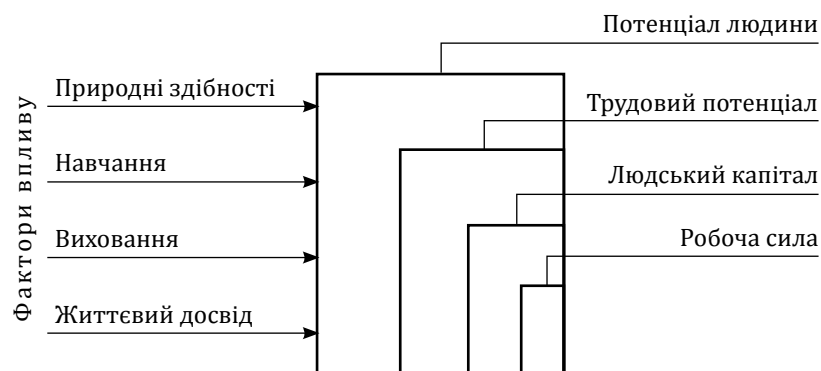 Потенціал людини
Природні здібності
Трудовий потенціал
Навчання
Людський капітал
Виховання
Робоча сила
Життєвий досвід
Фактори впливу